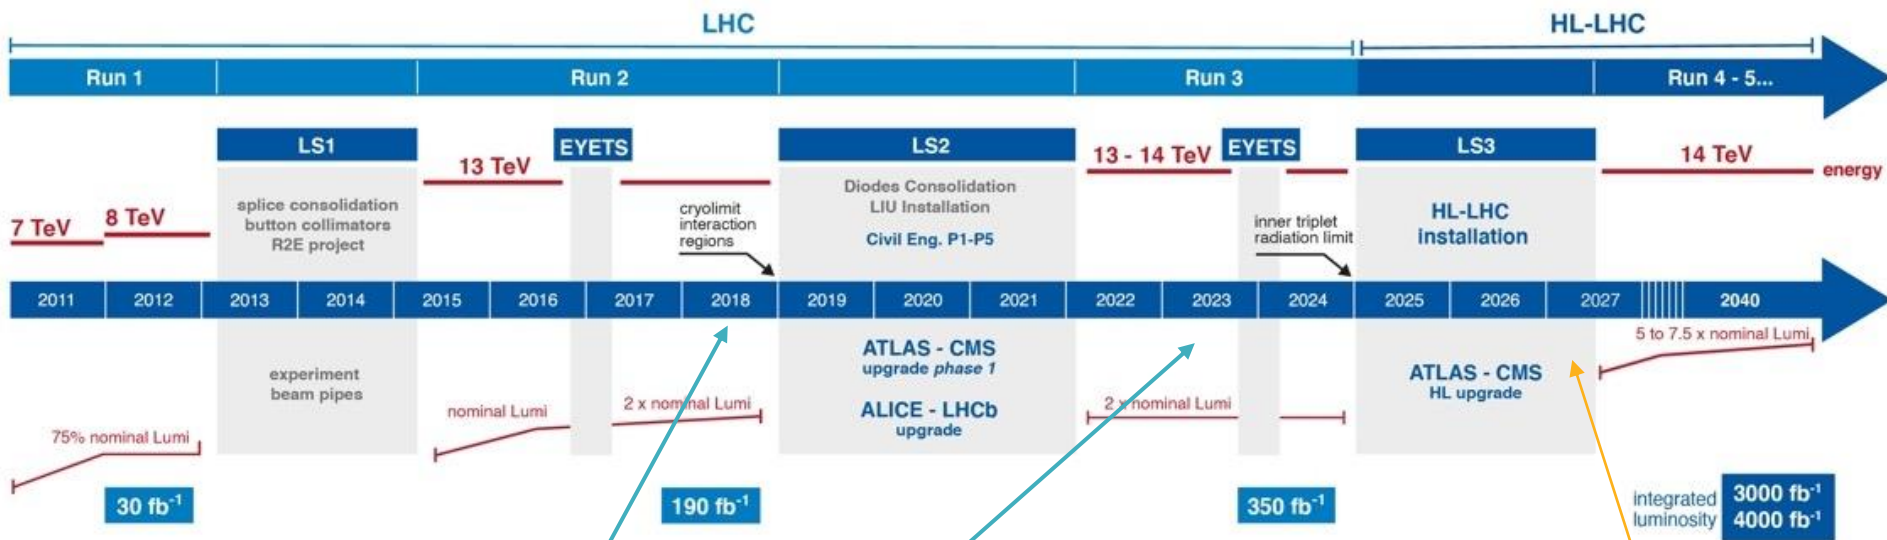 LHC
HL-LHC
Run 1
Run 2
Run 3
Run 4 - 5...
LS1
EYETS
LS2
EYETS
LS3
13 TeV
13 - 14 TeV
14 TeV
energy
7 TeV
8 TeV
splice consolidation
button collimators
R2E project
cryolimit
interaction
regions
Diodes Consolidation
LIU Installation
Civil Eng. P1-P5
inner triplet
radiation limit
HL-LHC
installation
2011
2012
2013
2014
2015
2016
2017
2018
2019
2020
2021
2022
2023
2024
2025
2026
2027
2040
5 to 7.5 x nominal Lumi
experiment
beam pipes
ATLAS - CMS
upgrade phase 1
ALICE - LHCb
upgrade
ATLAS - CMS
HL upgrade
75% nominal Lumi
nominal Lumi
2 x nominal Lumi
2 x nominal Lumi
30 fb⁻¹
190 fb⁻¹
350 fb⁻¹
integrated
luminosity
3000 fb⁻¹
4000 fb⁻¹